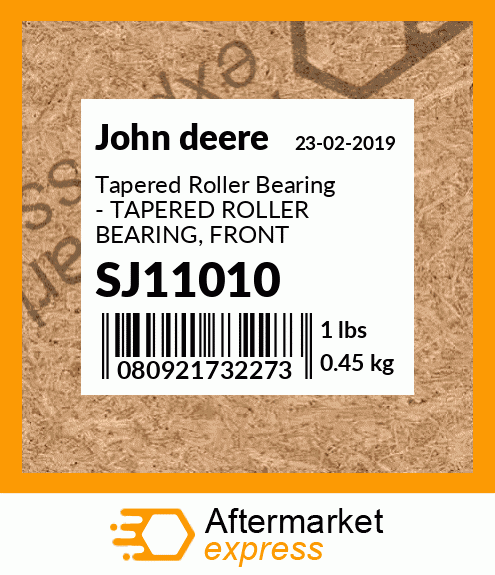 John deere 23-02-2019
Tapered Roller Bearing
- TAPERED ROLLER
BEARING, FRONT
SJ11010
1 lbs
080921732273 0.45 kg
Aftermarket
express